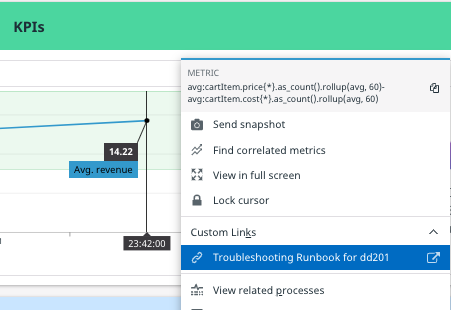 KPIs
METRIC
avg:cartItem.price{*}.as_count().rollup(avg, 60)-
avg:cartItem.cost{*}.as_count().rollup(avg, 60)
Send snapshot
Find correlated metrics
View in full screen
Lock cursor
Custom Links
Troubleshooting Runbook for dd201
View related processes
14.22
Avg. revenue
23:42:00